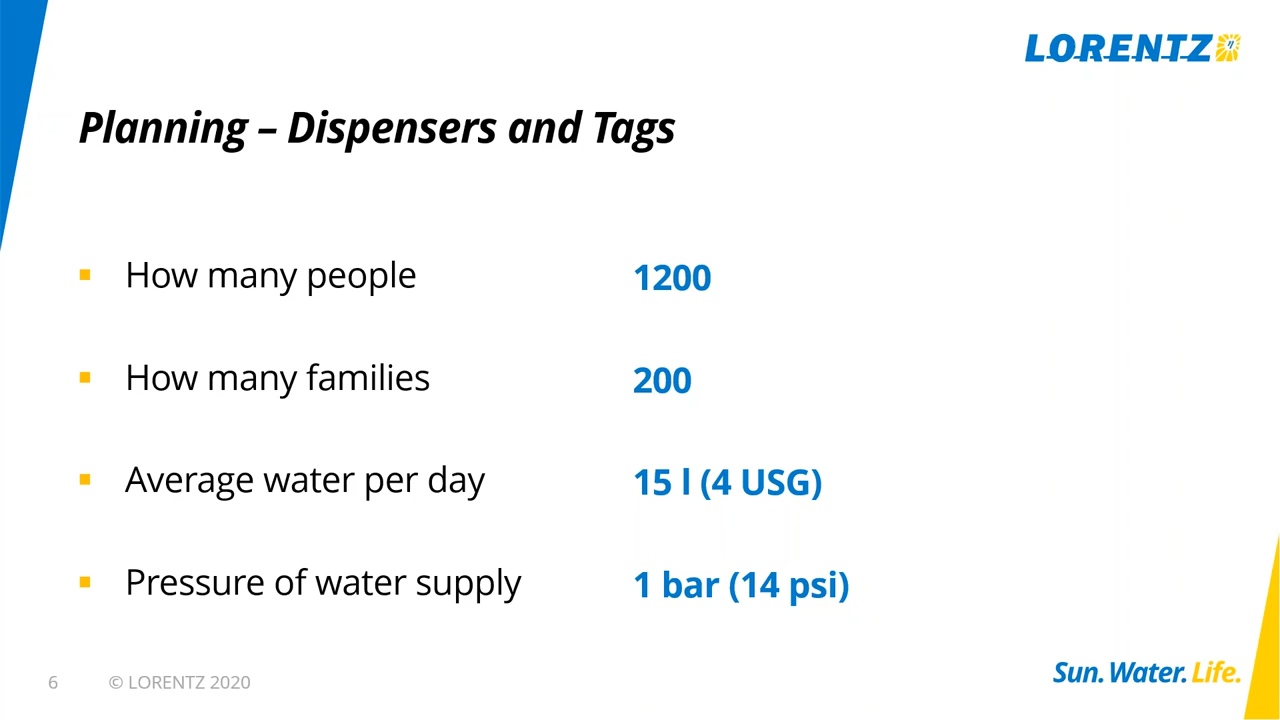 LORENTZ
Planning – Dispensers and Tags
▪ How many people 1200
▪ How many families 200
▪ Average water per day 15 l (4 USG)
▪ Pressure of water supply 1 bar (14 psi)
6 © LORENTZ 2020
Sun. Water. Life.